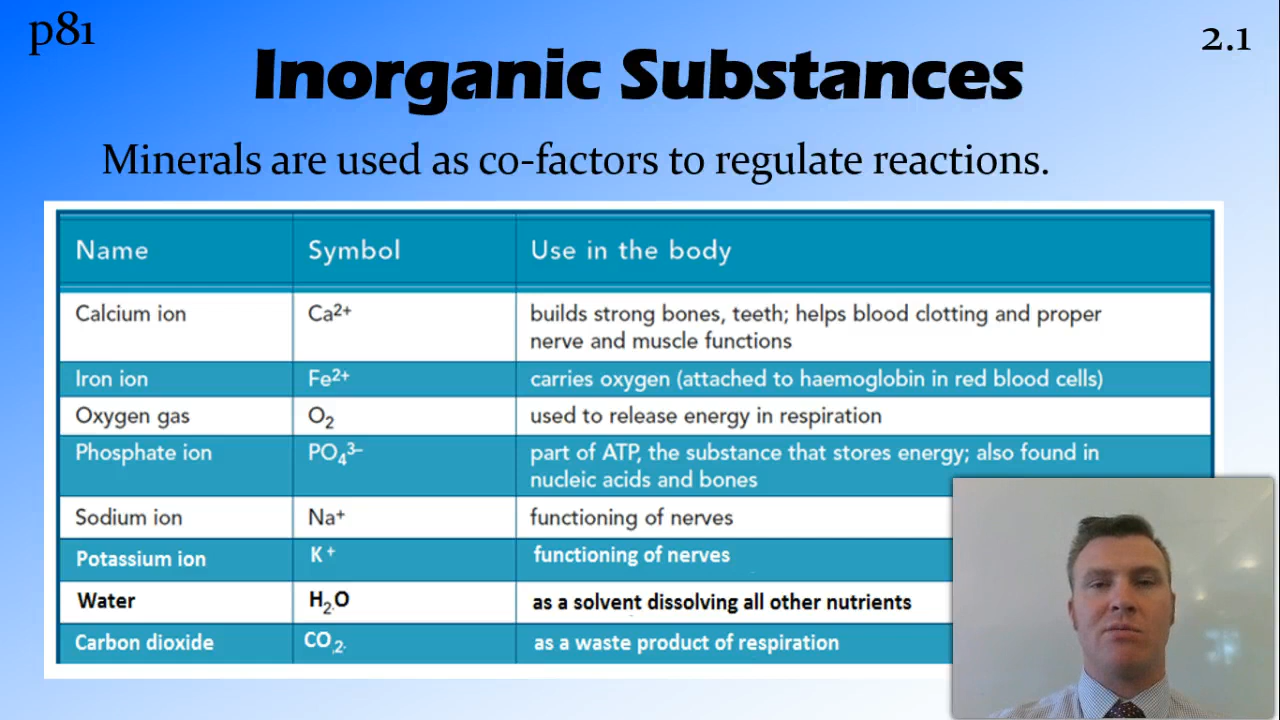 p81
2.1
Inorganic Substances
Minerals are used as co-factors to regulate reactions.
Name Symbol Use in the body
Calcium ion Ca²⁺ builds strong bones, teeth; helps blood clotting and proper
nerve and muscle functions
Iron ion Fe²⁺ carries oxygen (attached to haemoglobin in red blood cells)
Oxygen gas O₂ used to release energy in respiration
Phosphate ion PO₄³⁻ part of ATP, the substance that stores energy; also found in
nucleic acids and bones
Sodium ion Na⁺ functioning of nerves
Potassium ion K⁺ functioning of nerves
Water H₂O as a solvent dissolving all other nutrients
Carbon dioxide CO₂ as a waste product of respiration